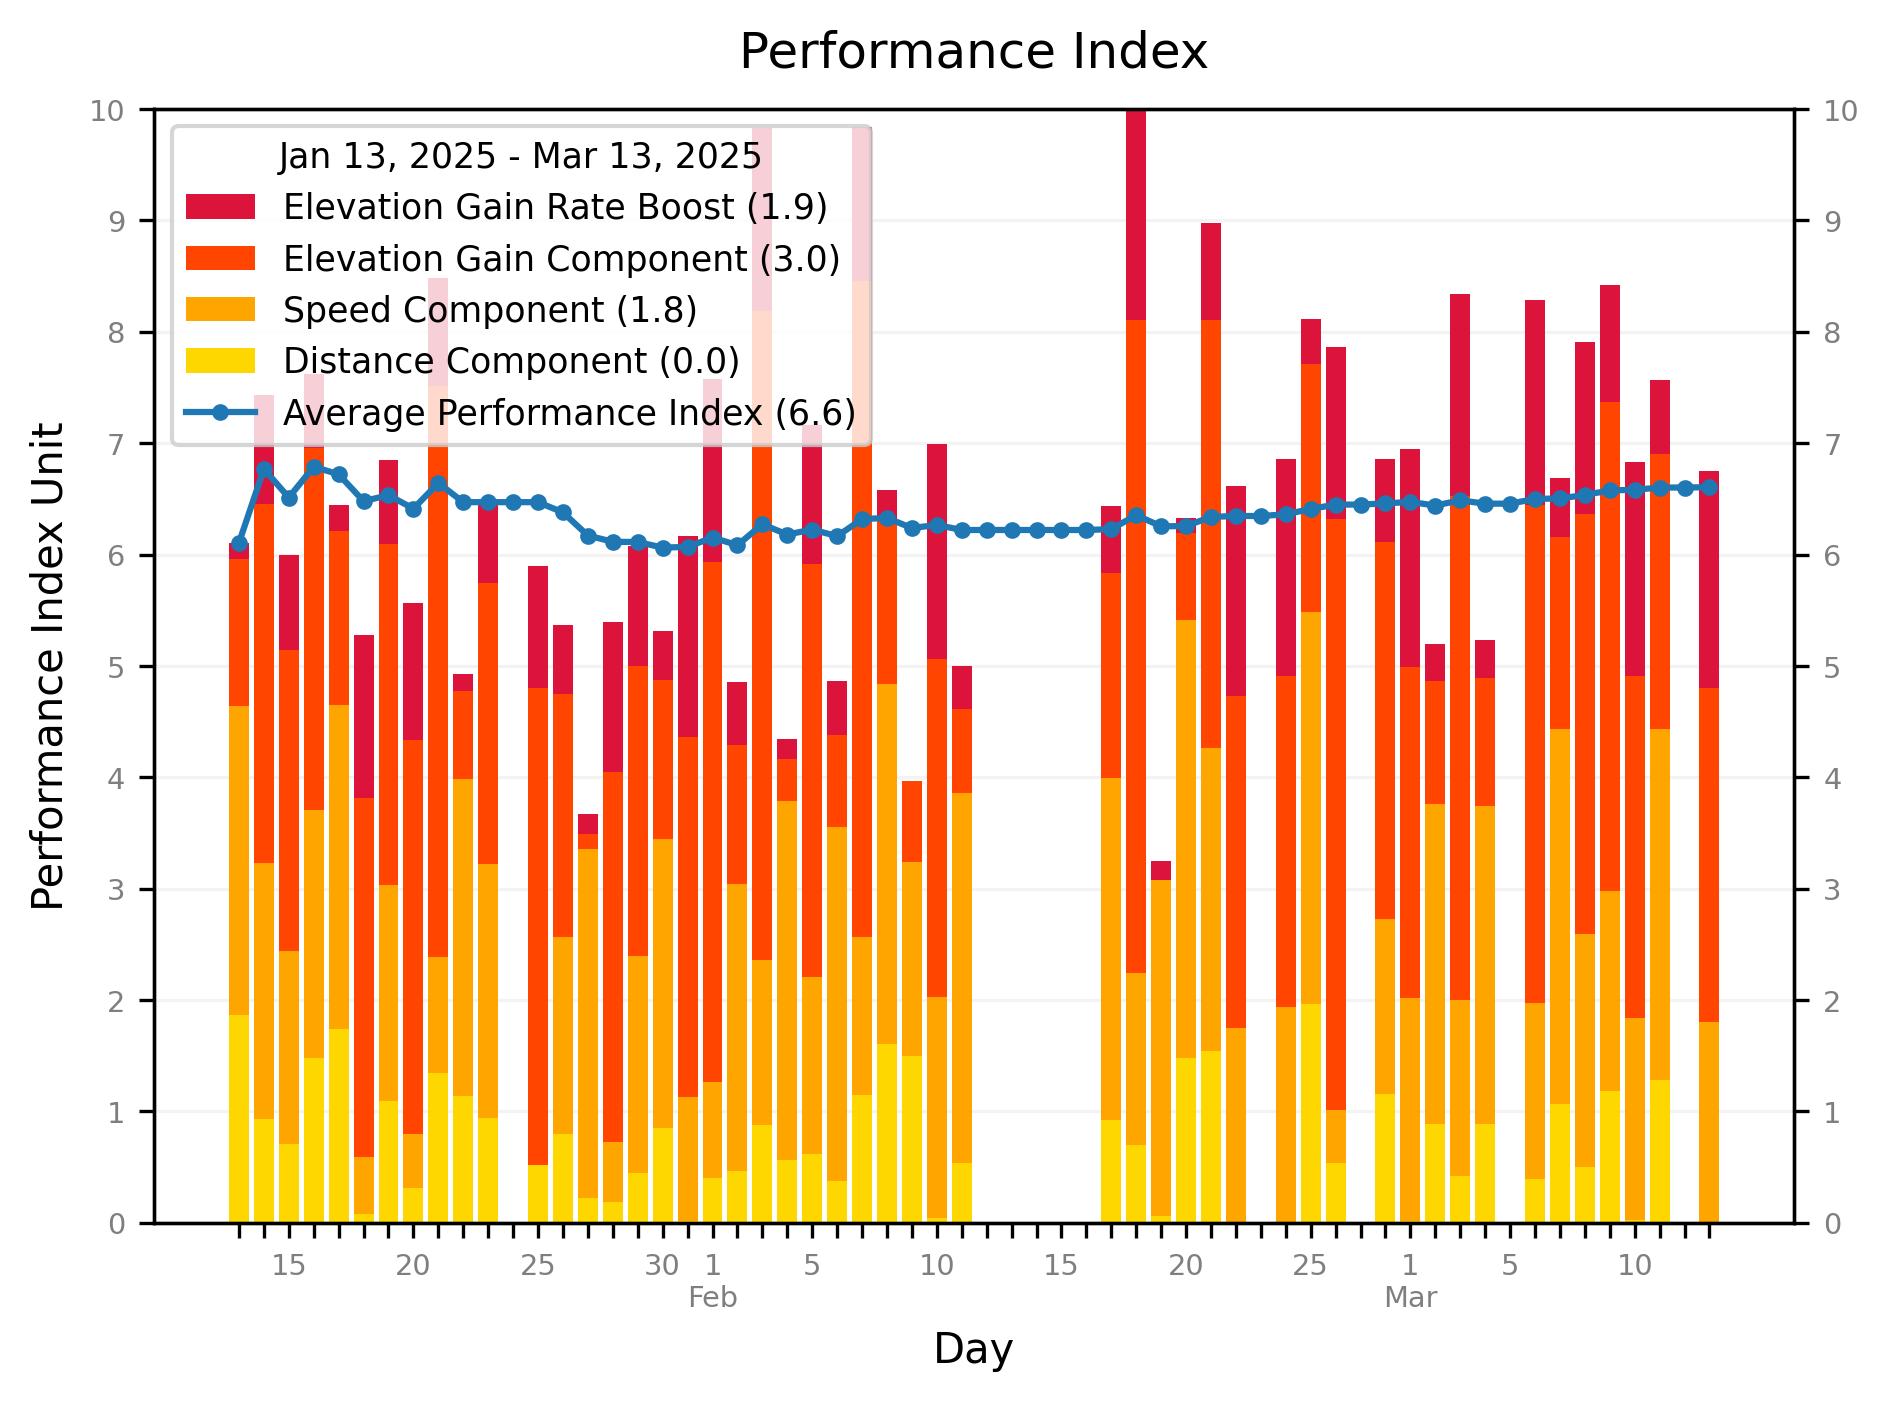 Performance Index
Jan 13, 2025 - Mar 13, 2025
Elevation Gain Rate Boost (1.9)
Elevation Gain Component (3.0)
Speed Component (1.8)
Distance Component (0.0)
Average Performance Index (6.6)
Performance Index Unit
10
9
8
7
6
5
4
3
2
1
0
10
9
8
7
6
5
4
3
2
1
0
15 20 25 30 1 5 10 15 20 25 1 5 10
Feb Mar
Day